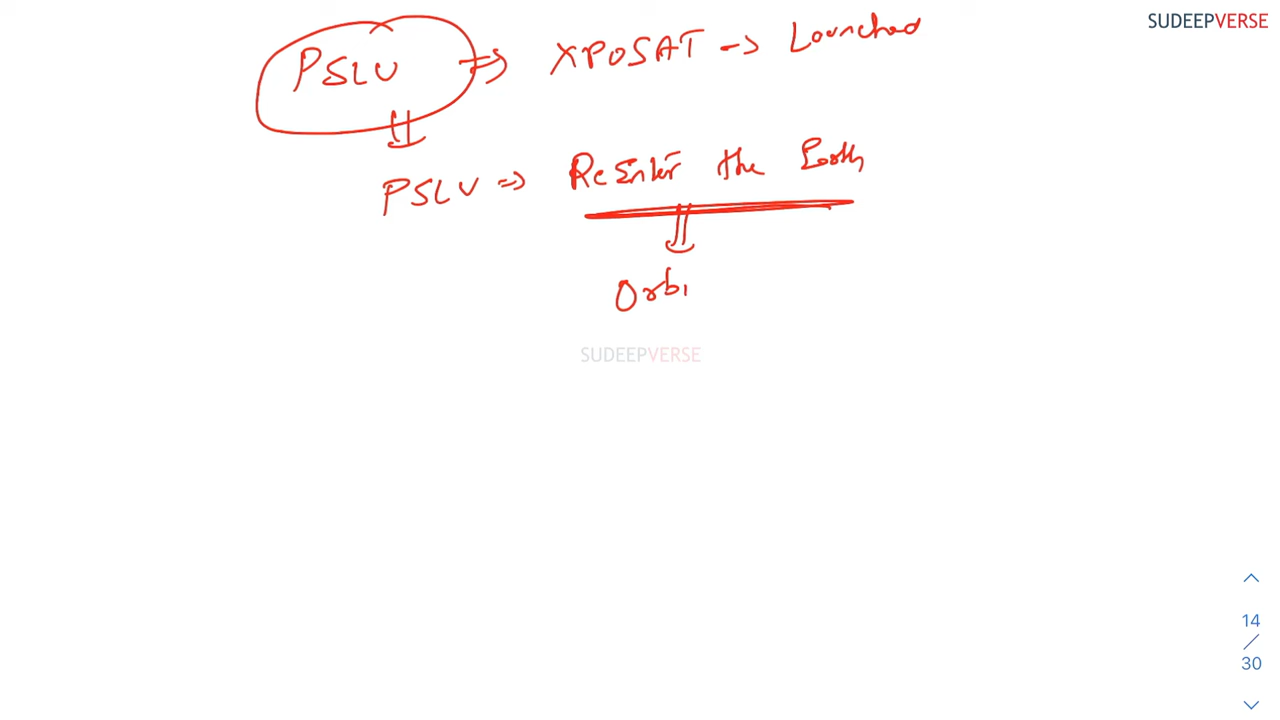 SUDEEPVERSE
PSLV => XPOSAT -> Launched
PSLV => ReEnter the Earth
Orbi
SUDEEPVERSE
14
/
30